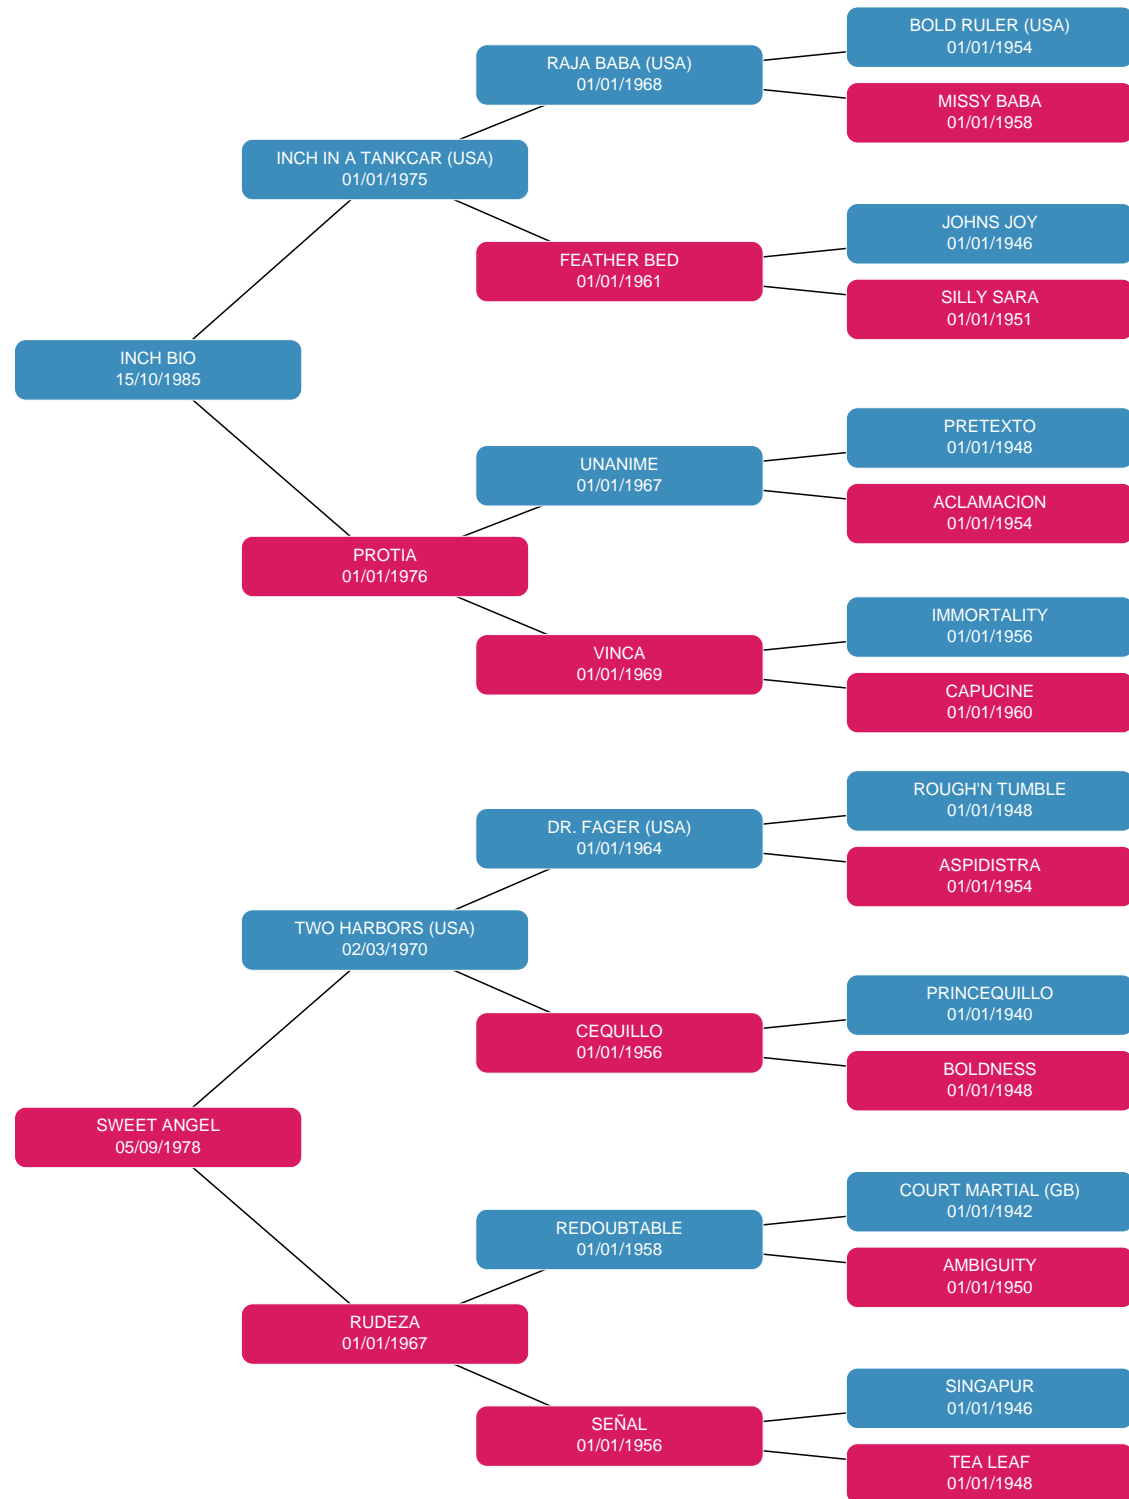 BOLD RULER (USA)
01/01/1954
RAJA BABA (USA)
01/01/1968
MISSY BABA
01/01/1958
INCH IN A TANKCAR (USA)
01/01/1975
JOHNS JOY
01/01/1946
FEATHER BED
01/01/1961
SILLY SARA
01/01/1951
INCH BIO
15/10/1985
PRETEXTO
01/01/1948
UNANIME
01/01/1967
ACLAMACION
01/01/1954
PROTIA
01/01/1976
IMMORTALITY
01/01/1956
VINCA
01/01/1969
CAPUCINE
01/01/1960
ROUGH'N TUMBLE
01/01/1948
DR. FAGER (USA)
01/01/1964
ASPIDISTRA
01/01/1954
TWO HARBORS (USA)
02/03/1970
PRINCEQUILLO
01/01/1940
CEQUILLO
01/01/1956
BOLDNESS
01/01/1948
SWEET ANGEL
05/09/1978
COURT MARTIAL (GB)
01/01/1942
REDOUBTABLE
01/01/1958
AMBIGUITY
01/01/1950
RUDEZA
01/01/1967
SINGAPUR
01/01/1946
SEÑAL
01/01/1956
TEA LEAF
01/01/1948